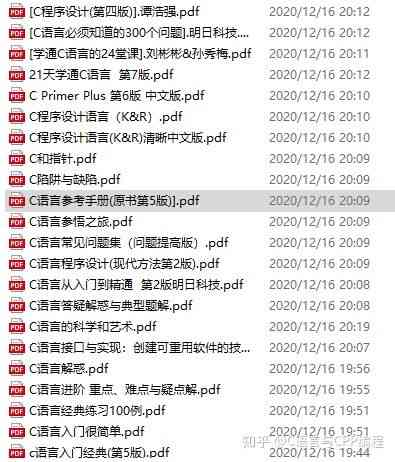 [C程序设计(第四版)].谭浩强.pdf 2020/12/16 20:12
[C语言必须知道的300个问题].明日科技.... 2020/12/16 20:12
[学通C语言的24堂课].刘彬彬&孙秀梅.pdf 2020/12/16 20:11
21天学通C语言 第7版.pdf 2020/12/16 20:12
C Primer Plus 第6版 中文版.pdf 2020/12/16 20:10
C程序设计语言（K&R）.pdf 2020/12/16 20:10
C程序设计语言(K&R)清晰中文版.pdf 2020/12/16 20:10
C和指针.pdf 2020/12/16 20:09
C陷阱与缺陷.pdf 2020/12/16 20:09
C语言参考手册(原书第5版)].pdf 2020/12/16 20:09
C语言参悟之旅.pdf 2020/12/16 20:09
C语言常见问题集（问题提高版）.pdf 2020/12/16 20:09
C语言程序设计(现代方法第2版).pdf 2020/12/16 20:09
C语言从入门到精通 第2版明日科技.pdf 2020/12/16 20:08
C语言答疑解惑与典型题解.pdf 2020/12/16 20:08
C语言的科学和艺术.pdf 2020/12/16 20:19
C语言接口与实现：创建可重用软件的技... 2020/12/16 20:07
C语言解惑.pdf 2020/12/16 19:56
C语言进阶 重点、难点与疑点解.pdf 2020/12/16 19:55
C语言经典练习100例.pdf 2020/12/16 19:51
C语言入门很简单.pdf 2020/12/16 19:51
c语言入门经典(第5版).pdf 2020/12/16 19:44
知乎 @C语言与CPP编程